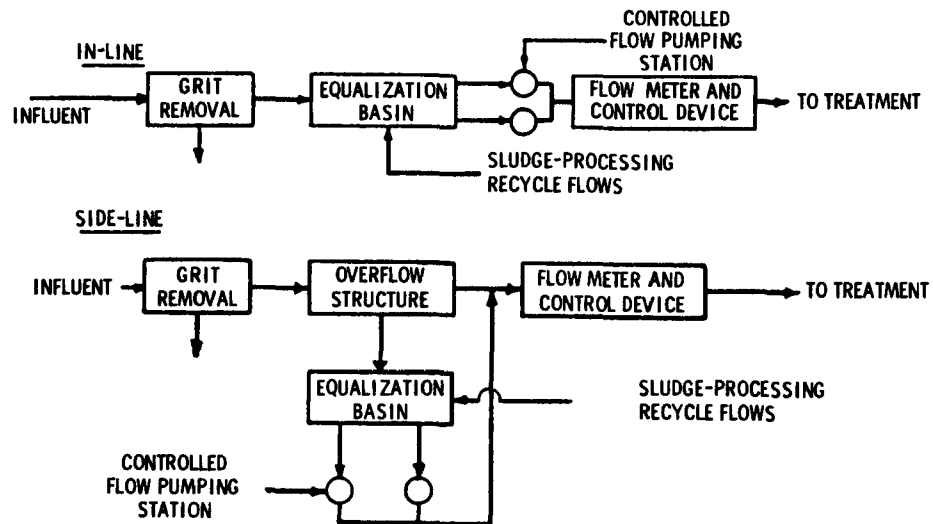 IN-LINE
INFLUENT
GRIT
REMOVAL
EQUALIZATION
BASIN
CONTROLLED
FLOW PUMPING
STATION
FLOW METER AND
CONTROL DEVICE
TO TREATMENT
SLUDGE-PROCESSING
RECYCLE FLOWS
SIDE-LINE
INFLUENT
GRIT
REMOVAL
OVERFLOW
STRUCTURE
FLOW METER AND
CONTROL DEVICE
TO TREATMENT
EQUALIZATION
BASIN
SLUDGE-PROCESSING
RECYCLE FLOWS
CONTROLLED
FLOW PUMPING
STATION